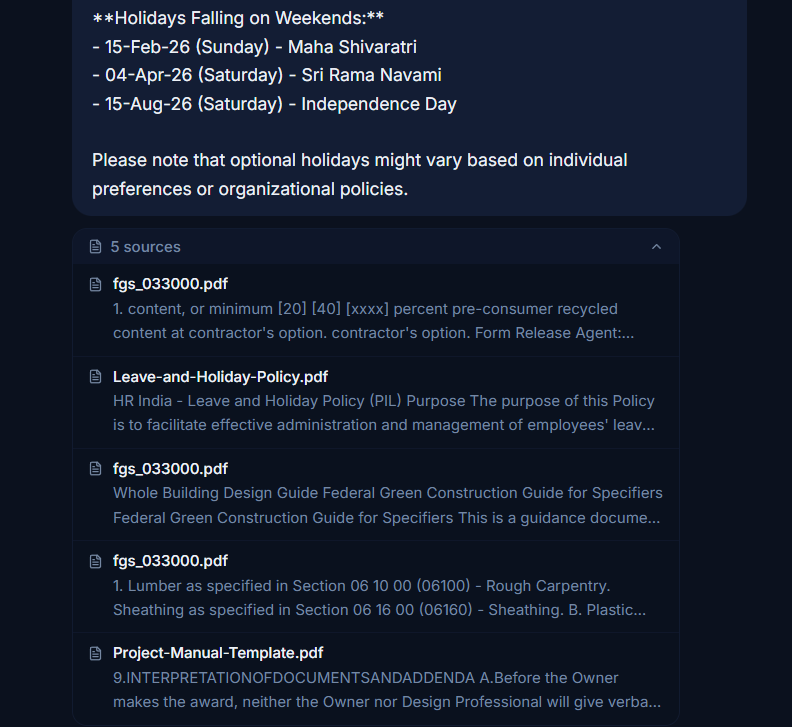 **Holidays Falling on Weekends:**
- 15-Feb-26 (Sunday) - Maha Shivaratri
- 04-Apr-26 (Saturday) - Sri Rama Navami
- 15-Aug-26 (Saturday) - Independence Day
Please note that optional holidays might vary based on individual
preferences or organizational policies.
5 sources
fgs_033000.pdf
1. content, or minimum [20] [40] [xxxx] percent pre-consumer recycled
content at contractor's option. contractor's option. Form Release Agent:...
Leave-and-Holiday-Policy.pdf
HR India - Leave and Holiday Policy (PIL) Purpose The purpose of this Policy
is to facilitate effective administration and management of employees' leav...
fgs_033000.pdf
Whole Building Design Guide Federal Green Construction Guide for Specifiers
Federal Green Construction Guide for Specifiers This is a guidance docume...
fgs_033000.pdf
1. Lumber as specified in Section 06 10 00 (06100) - Rough Carpentry.
Sheathing as specified in Section 06 16 00 (06160) - Sheathing. B. Plastic...
Project-Manual-Template.pdf
9.INTERPRETATIONOFDOCUMENTSANDADDENDA A.Before the Owner
makes the award, neither the Owner nor Design Professional will give verba...